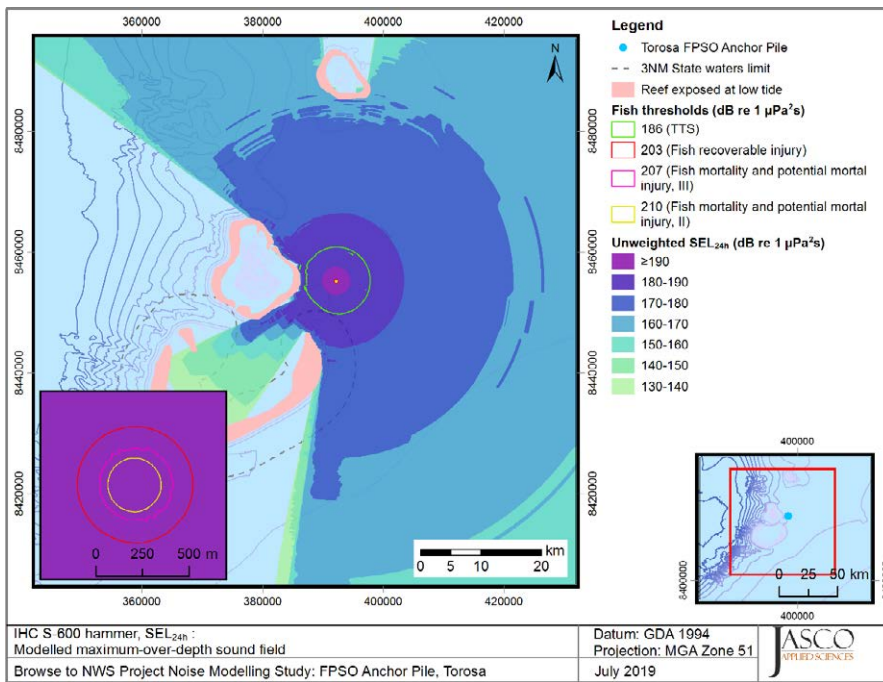 360000
380000
400000
420000
8480000
8460000
8440000
8420000
8480000
8460000
8440000
8420000
N
0 250 500 m
0 5 10 20
km
360000
380000
400000
420000
Legend
Torosa FPSO Anchor Pile
3NM State waters limit
Reef exposed at low tide
Fish thresholds (dB re 1 µPa²s)
186 (TTS)
203 (Fish recoverable injury)
207 (Fish mortality and potential mortal
injury, III)
210 (Fish mortality and potential mortal
injury, II)
Unweighted SEL24h (dB re 1 µPa²s)
≥190
180-190
170-180
160-170
150-160
140-150
130-140
400000
8400000
0 25 50 km
400000
IHC S-600 hammer, SEL24h :
Modelled maximum-over-depth sound field
Browse to NWS Project Noise Modelling Study: FPSO Anchor Pile, Torosa
Datum: GDA 1994
Projection: MGA Zone 51
July 2019
JASCO
APPLIED SCIENCES